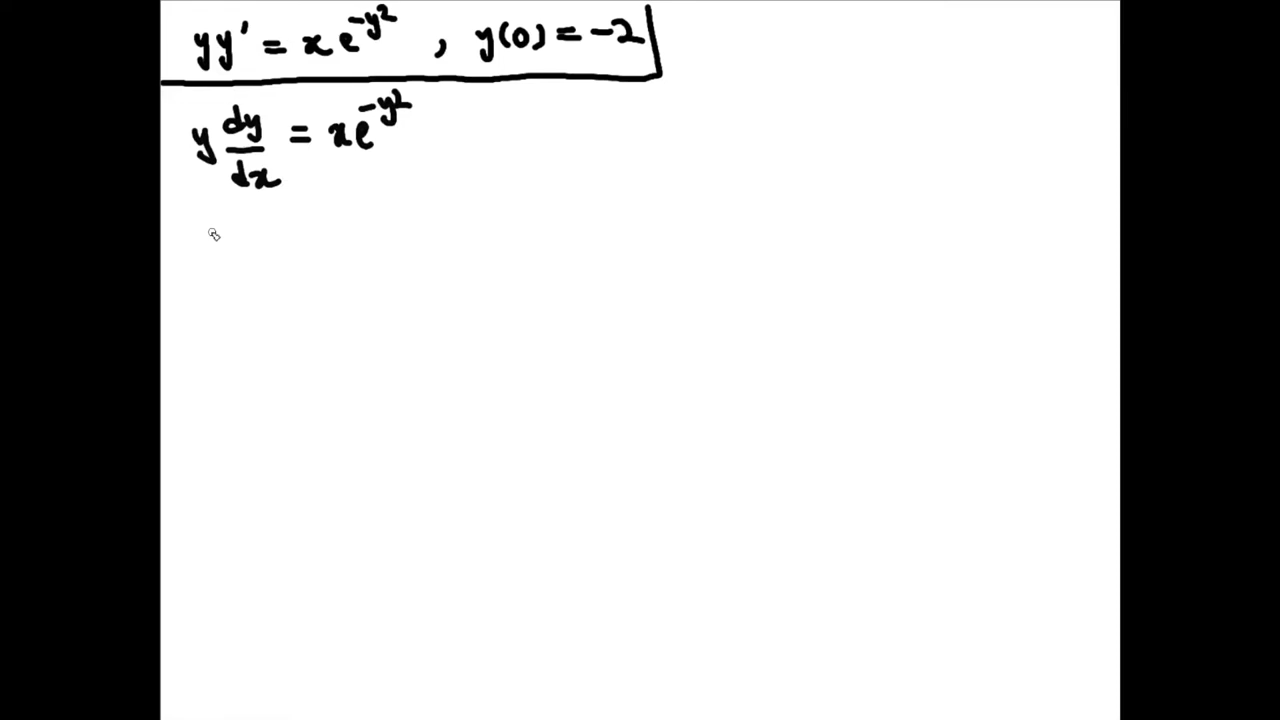 yy' = xe^{-y^2} , y(0) = -2
y dy/dx = xe^{-y^2}